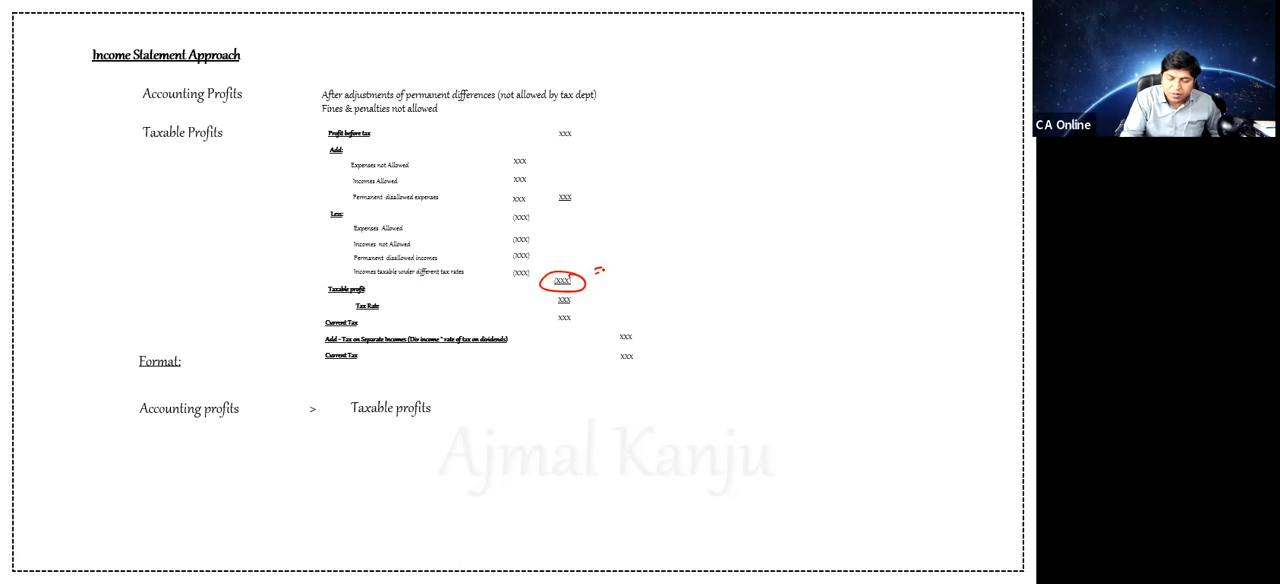 Income Statement Approach
Accounting Profits After adjustments of permanent differences (not allowed by tax dept)
Fines & penalties not allowed
Taxable Profits Profit before tax XXX
Add:
Expenses not Allowed XXX
Incomes Allowed XXX
Permanent disallowed expenses XXX XXX
Less: (XXX)
Expenses Allowed
Incomes not Allowed (XXX)
Permanent disallowed incomes (XXX)
Incomes taxable under different tax rates (XXX)
(XXX)
Taxable profit XXX
Tax Rate
Current Tax XXX
Add - Tax on Separate Incomes (Div income * rate of tax on dividends) XXX
Current Tax XXX
Format:
Accounting profits > Taxable profits
Ajmal Kanju
CA Online